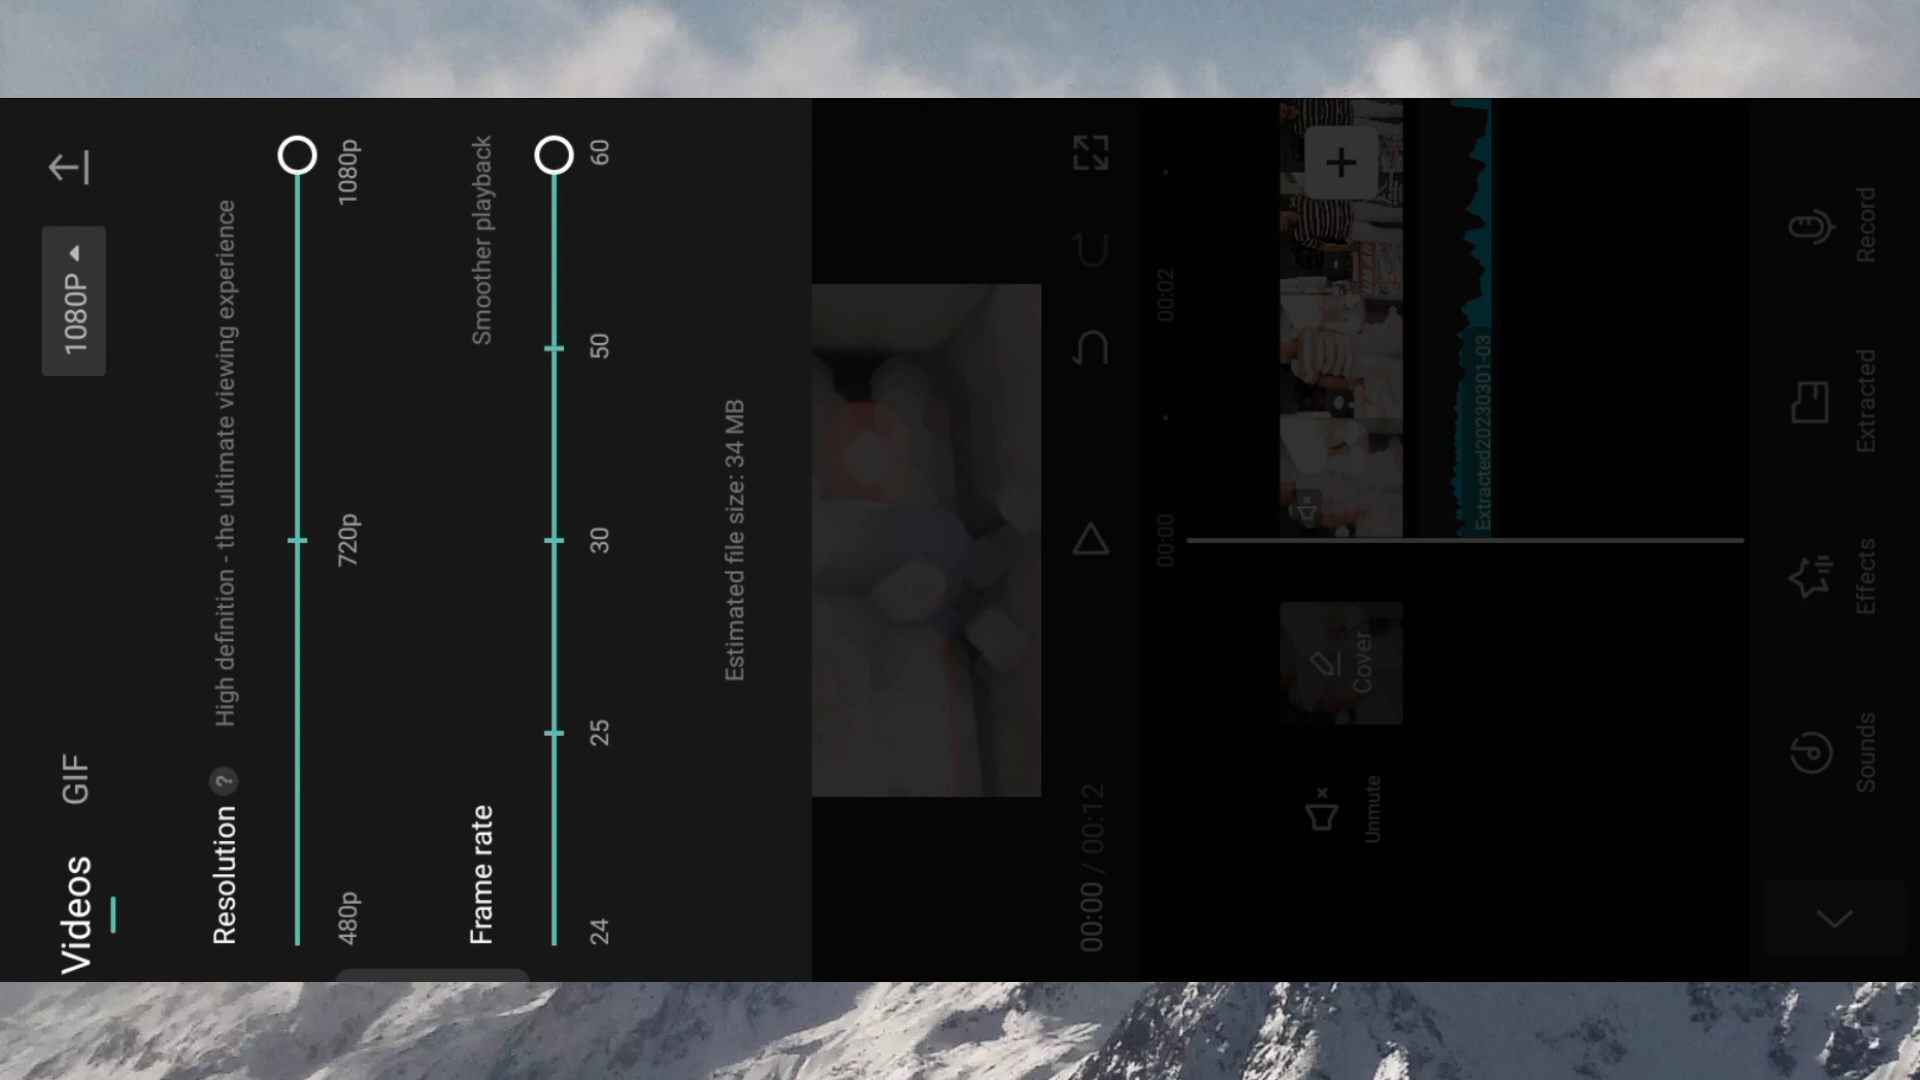 Videos
GIF
1080P
Resolution ?
High definition - the ultimate viewing experience
480p
720p
1080p
Frame rate
Smoother playback
24
25
30
50
60
Estimated file size: 34 MB
00:00 / 00:12
00:00
00:02
Unmute
Cover
Extracted20230301-03
Sounds
Effects
Extracted
Record